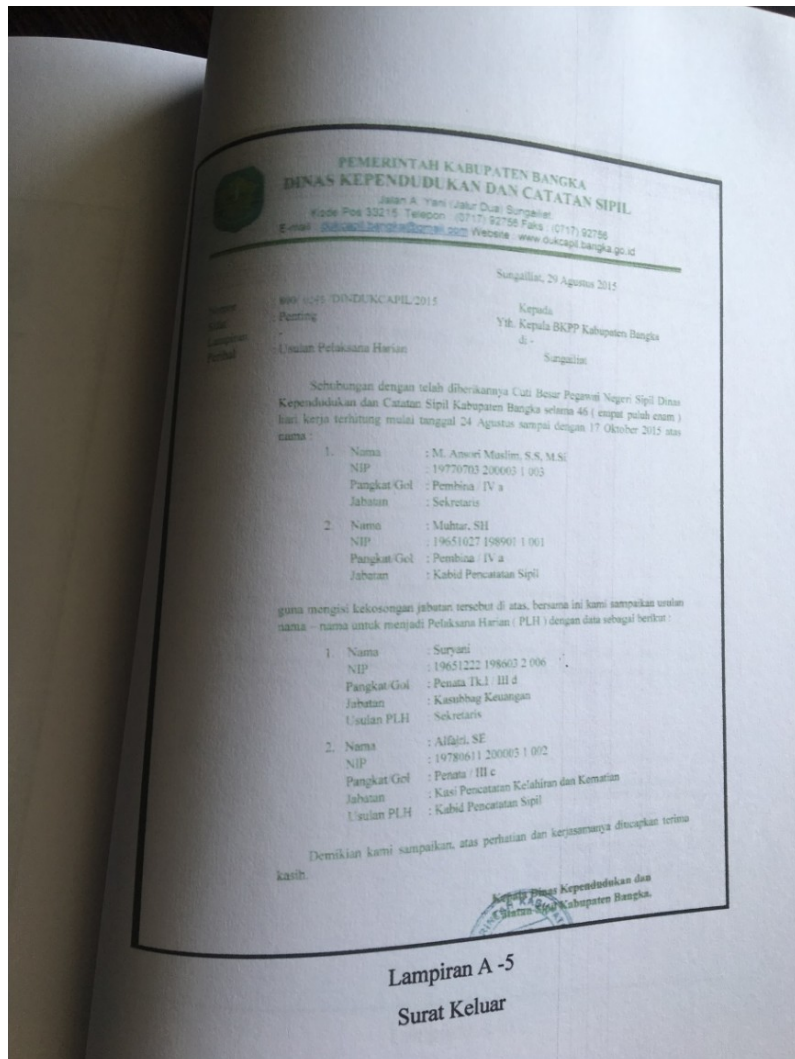 PEMERINTAH KABUPATEN BANGKA
DINAS KEPENDUDUKAN DAN CATATAN SIPIL
Jalan A. Yani (Jalur Dua) Sungailiat
Kode Pos 33215 Telepon : (0717) 92756 Faks : (0717) 92756
E-mail : dukcapil.bangka@gmail.com Website : www.dukcapil.bangka.go.id
Sungailiat, 29 Agustus 2015
Nomor : /DINDUKCAPIL/2015
Sifat : Penting
Lampiran : -
Perihal : Usulan Pelaksana Harian
Kepada
Yth. Kepala BKPP Kabupaten Bangka
di -
Sungailiat
Sehubungan dengan telah diberikannya Cuti Besar Pegawai Negeri Sipil Dinas
Kependudukan dan Catatan Sipil Kabupaten Bangka selama 46 ( empat puluh enam )
hari kerja terhitung mulai tanggal 24 Agustus sampai dengan 17 Oktober 2015 atas
nama :
1. Nama : M. Ansori Muslim, S.S, M.Si
NIP : 19770703 200003 1 003
Pangkat/Gol : Pembina / IV a
Jabatan : Sekretaris
2. Nama : Muhtar, SH
NIP : 19651027 198901 1 001
Pangkat/Gol : Pembina / IV a
Jabatan : Kabid Pencatatan Sipil
guna mengisi kekosongan jabatan tersebut di atas, bersama ini kami sampaikan usulan
nama – nama untuk menjadi Pelaksana Harian ( PLH ) dengan data sebagai berikut :
1. Nama : Suryani
NIP : 19651222 198603 2 006
Pangkat/Gol : Penata Tk.I / III d
Jabatan : Kasubbag Keuangan
Usulan PLH Sekretaris
2. Nama : Alfajri, SE
NIP : 19780611 200003 1 002
Pangkat/Gol : Penata / III c
Jabatan : Kasi Pencatatan Kelahiran dan Kematian
Usulan PLH : Kabid Pencatatan Sipil
Demikian kami sampaikan, atas perhatian dan kerjasamanya diucapkan terima
kasih.
Kepala Dinas Kependudukan dan
Catatan Sipil Kabupaten Bangka,
Lampiran A -5
Surat Keluar